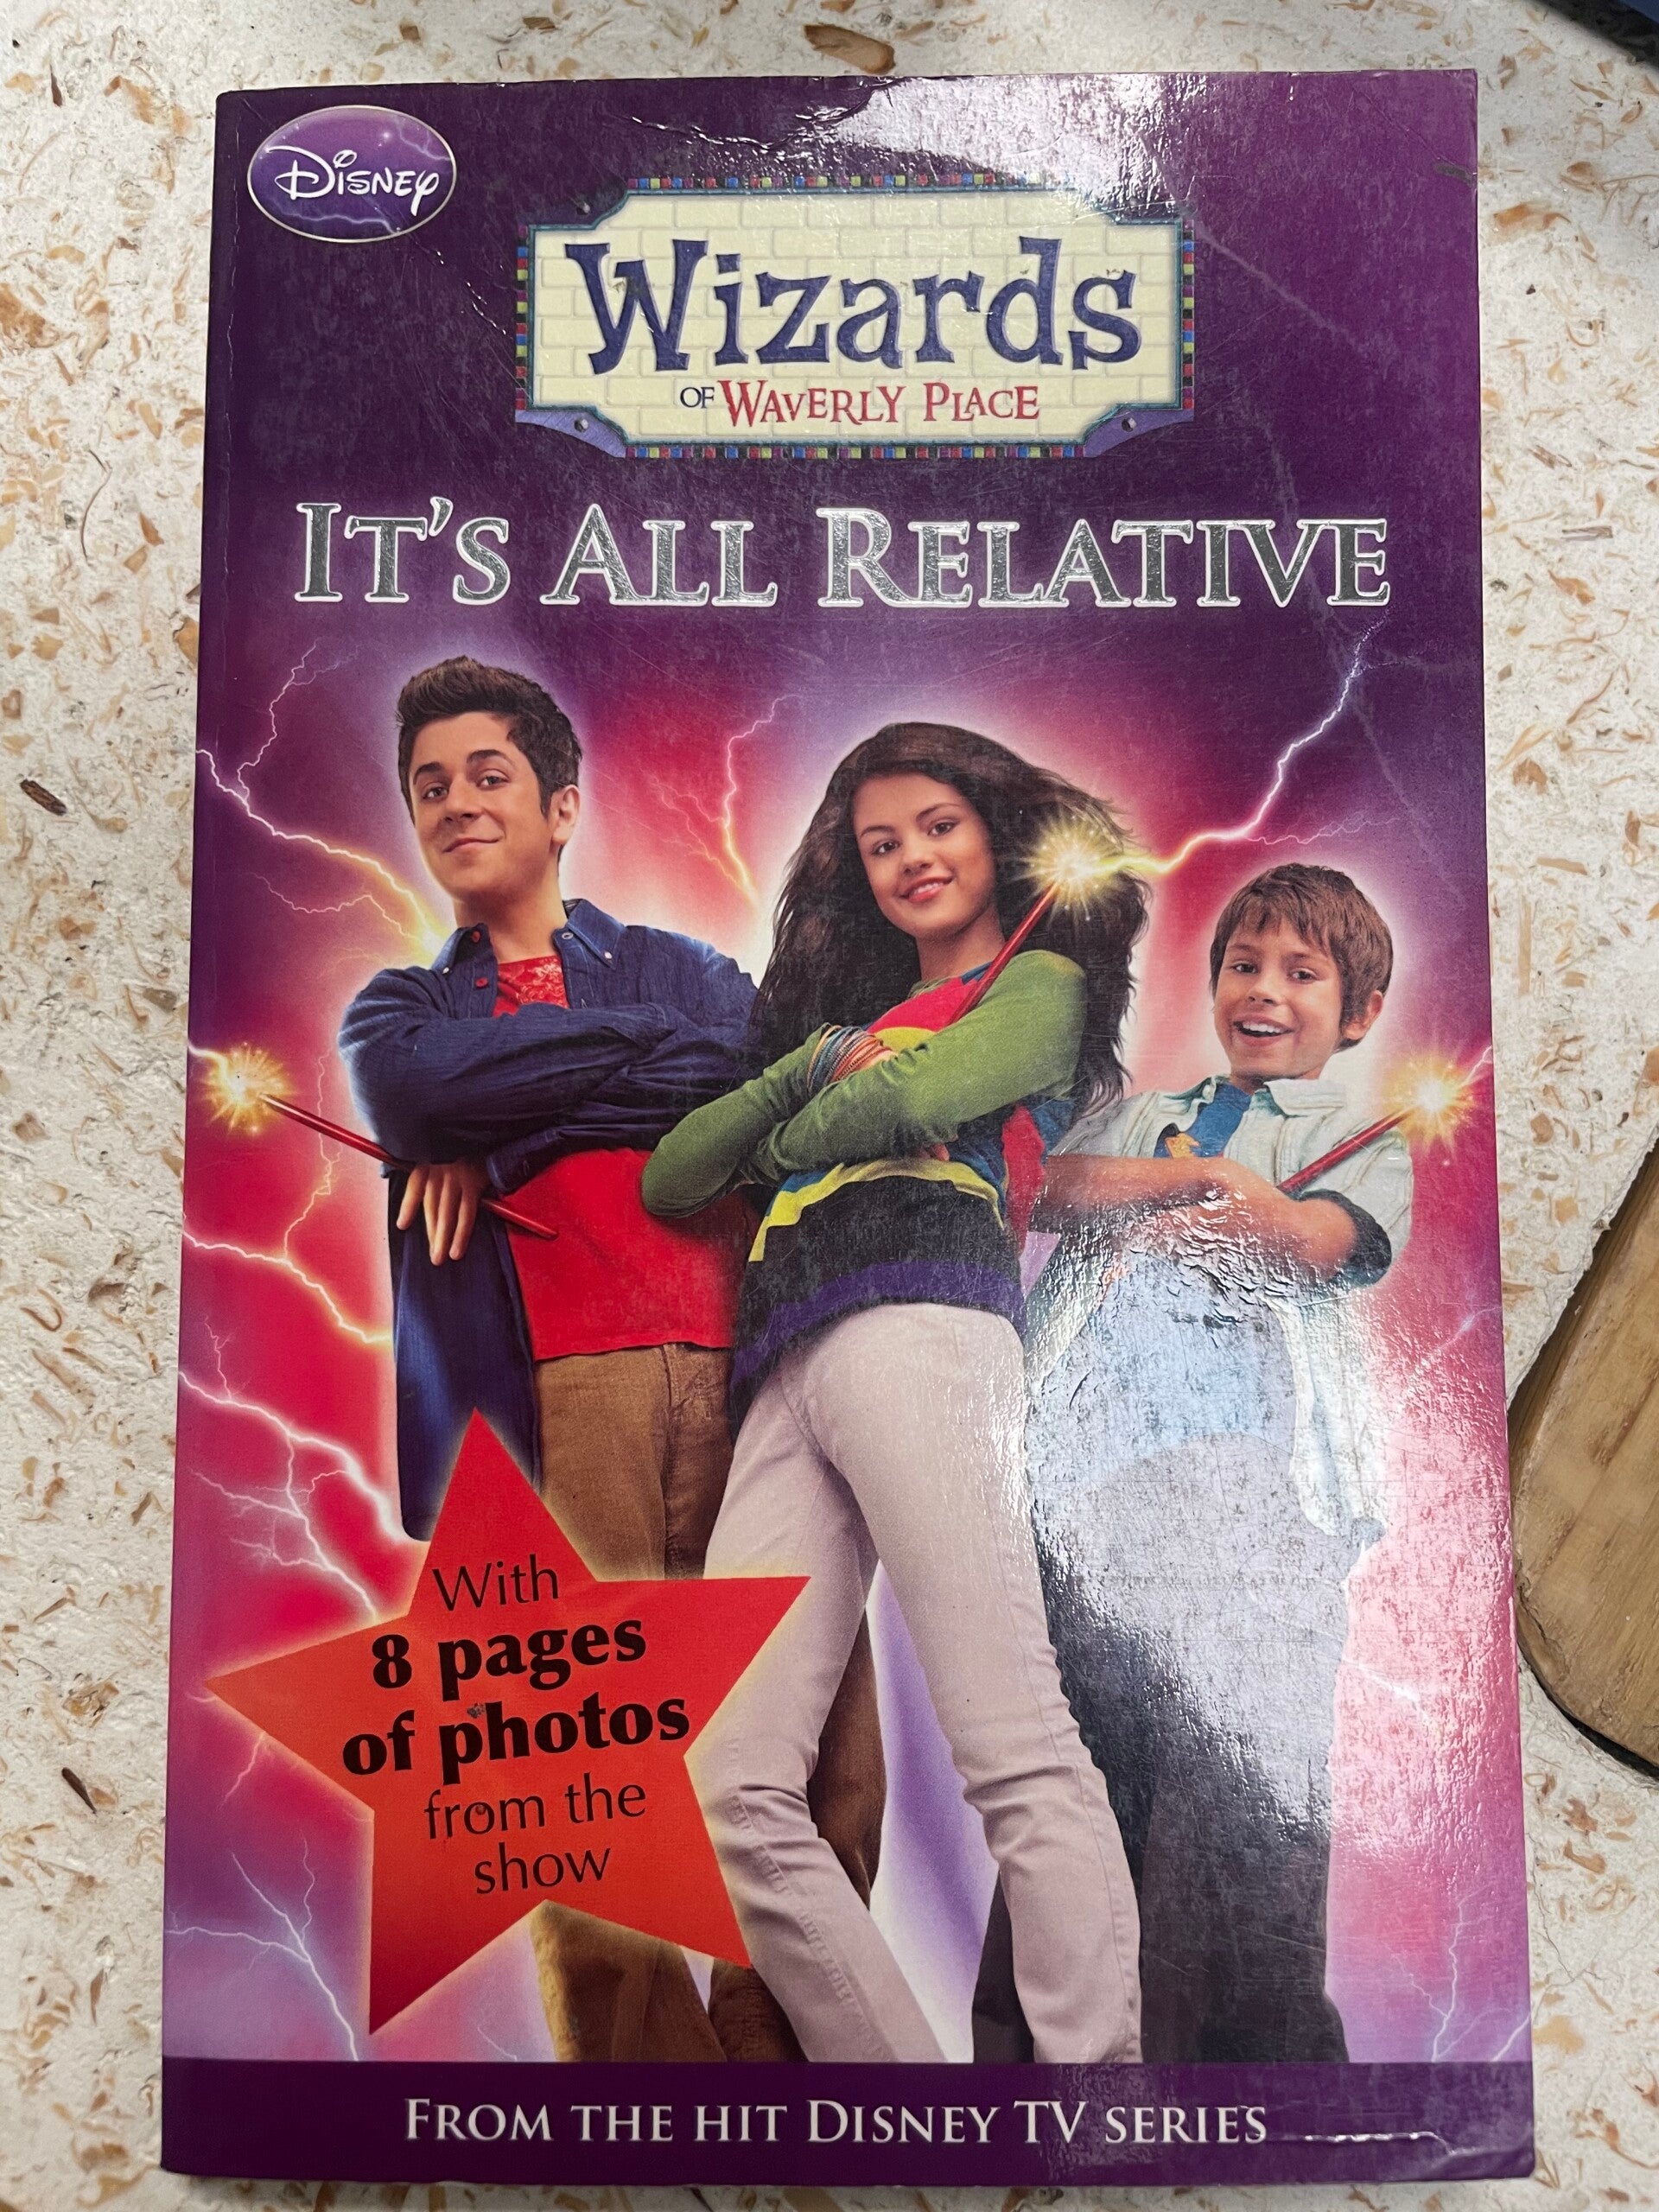 Disney
Wizards
OF WAVERLY PLACE
IT'S ALL RELATIVE
With
8 pages
of photos
from the
show
FROM THE HIT DISNEY TV SERIES